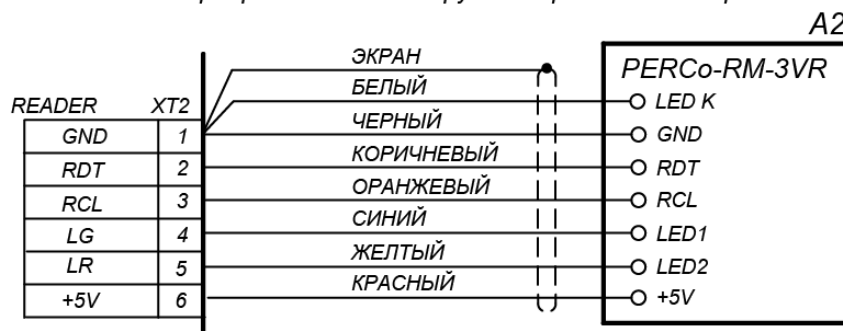 A2
ЭКРАН
PERCo-RM-3VR
БЕЛЫЙ
LED K
READER XT2
ЧЕРНЫЙ
GND 1
GND
КОРИЧНЕВЫЙ
RDT 2
RDT
ОРАНЖЕВЫЙ
RCL 3
RCL
СИНИЙ
LG 4
LED1
ЖЕЛТЫЙ
LR 5
LED2
КРАСНЫЙ
+5V 6
+5V